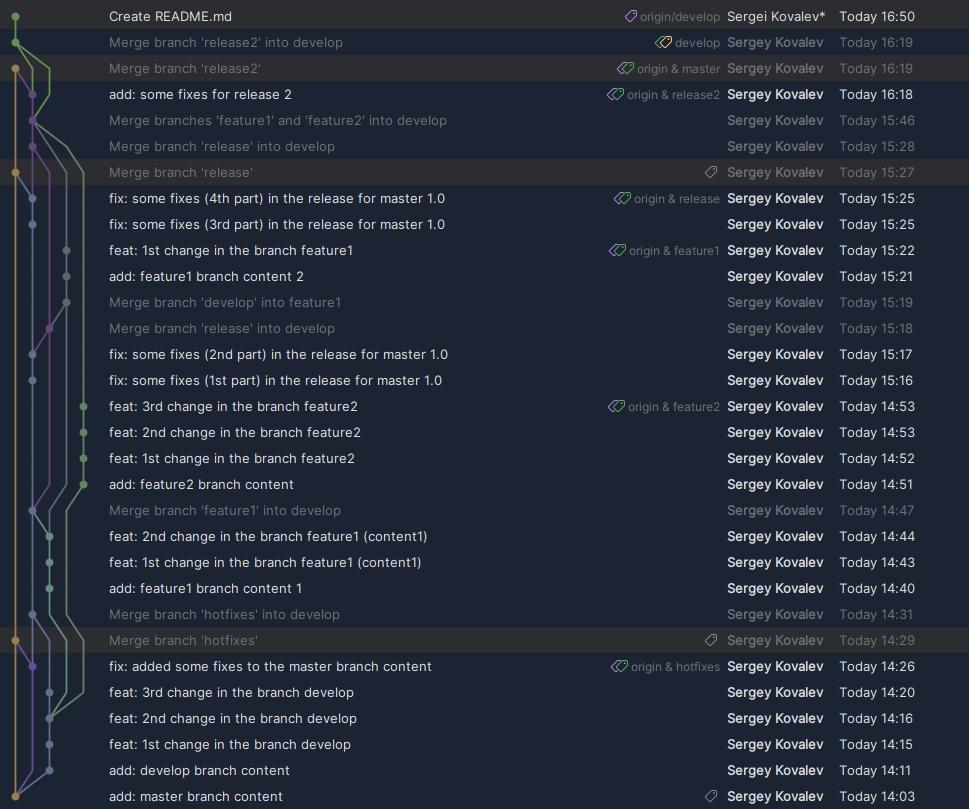 Create README.md origin/develop Sergei Kovalev* Today 16:50
Merge branch 'release2' into develop develop Sergey Kovalev Today 16:19
Merge branch 'release2' origin & master Sergey Kovalev Today 16:19
add: some fixes for release 2 origin & release2 Sergey Kovalev Today 16:18
Merge branches 'feature1' and 'feature2' into develop Sergey Kovalev Today 15:46
Merge branch 'release' into develop Sergey Kovalev Today 15:28
Merge branch 'release' Sergey Kovalev Today 15:27
fix: some fixes (4th part) in the release for master 1.0 origin & release Sergey Kovalev Today 15:25
fix: some fixes (3rd part) in the release for master 1.0 Sergey Kovalev Today 15:25
feat: 1st change in the branch feature1 origin & feature1 Sergey Kovalev Today 15:22
add: feature1 branch content 2 Sergey Kovalev Today 15:21
Merge branch 'develop' into feature1 Sergey Kovalev Today 15:19
Merge branch 'release' into develop Sergey Kovalev Today 15:18
fix: some fixes (2nd part) in the release for master 1.0 Sergey Kovalev Today 15:17
fix: some fixes (1st part) in the release for master 1.0 Sergey Kovalev Today 15:16
feat: 3rd change in the branch feature2 origin & feature2 Sergey Kovalev Today 14:53
feat: 2nd change in the branch feature2 Sergey Kovalev Today 14:53
feat: 1st change in the branch feature2 Sergey Kovalev Today 14:52
add: feature2 branch content Sergey Kovalev Today 14:51
Merge branch 'feature1' into develop Sergey Kovalev Today 14:47
feat: 2nd change in the branch feature1 (content1) Sergey Kovalev Today 14:44
feat: 1st change in the branch feature1 (content1) Sergey Kovalev Today 14:43
add: feature1 branch content 1 Sergey Kovalev Today 14:40
Merge branch 'hotfixes' into develop Sergey Kovalev Today 14:31
Merge branch 'hotfixes' Sergey Kovalev Today 14:29
fix: added some fixes to the master branch content origin & hotfixes Sergey Kovalev Today 14:26
feat: 3rd change in the branch develop Sergey Kovalev Today 14:20
feat: 2nd change in the branch develop Sergey Kovalev Today 14:16
feat: 1st change in the branch develop Sergey Kovalev Today 14:15
add: develop branch content Sergey Kovalev Today 14:11
add: master branch content Sergey Kovalev Today 14:03